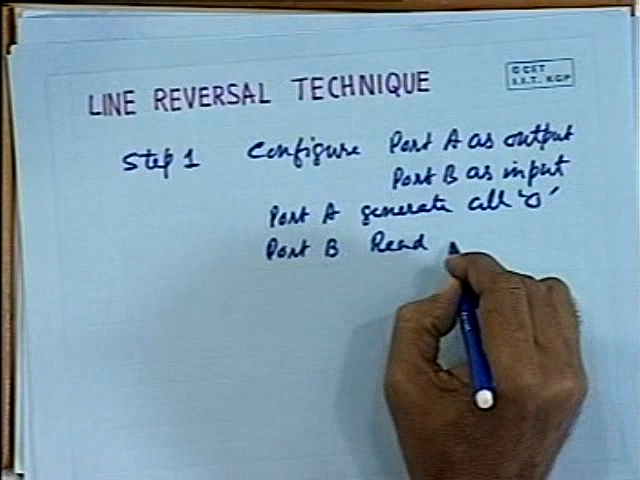 LINE REVERSAL TECHNIQUE
© CET
I.I.T. KGP
Step 1 Configure Port A as output
Port B as input
Port A generate all '0'
Port B Read